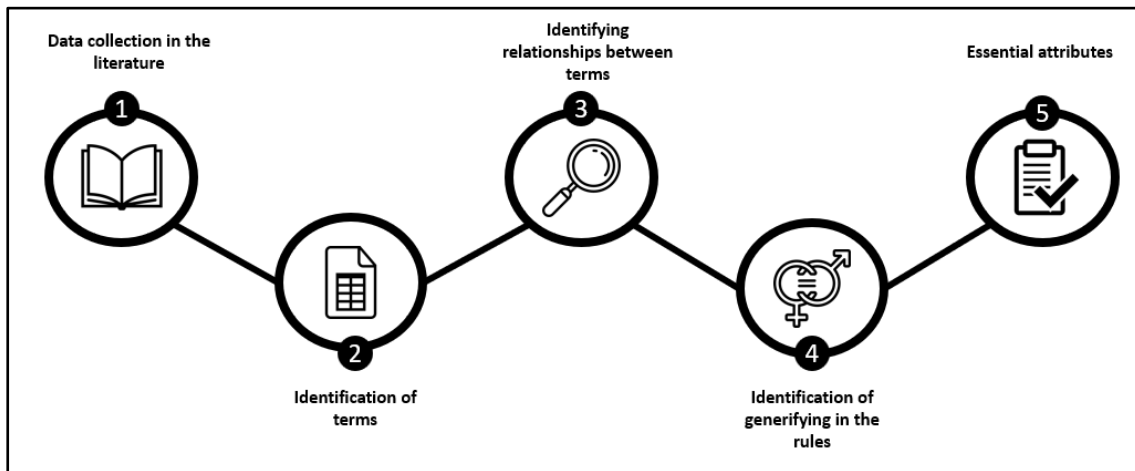 Data collection in the
literature
1
Identification of
terms
2
Identifying
relationships between
terms
3
Identification of
generifying in the
rules
4
Essential attributes
5